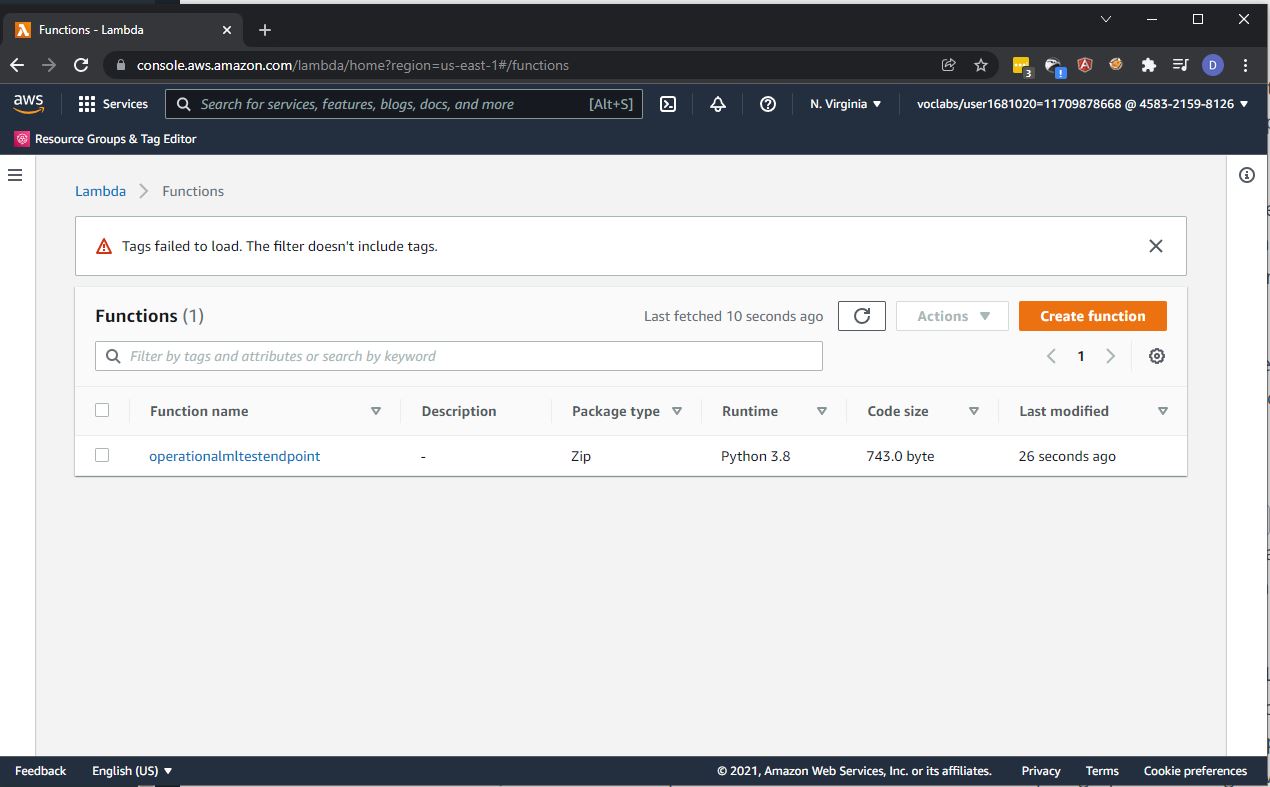 Functions - Lambda
console.aws.amazon.com/lambda/home?region=us-east-1#/functions
3
D
aws
Services
Search for services, features, blogs, docs, and more [Alt+S]
N. Virginia
voclabs/user1681020=11709878668 @ 4583-2159-8126
Resource Groups & Tag Editor
Lambda Functions
Tags failed to load. The filter doesn't include tags.
Functions (1)
Last fetched 10 seconds ago
Actions
Create function
Filter by tags and attributes or search by keyword
1
Function name Description Package type Runtime Code size Last modified
operationalmltestendpoint - Zip Python 3.8 743.0 byte 26 seconds ago
Feedback English (US) © 2021, Amazon Web Services, Inc. or its affiliates. Privacy Terms Cookie preferences